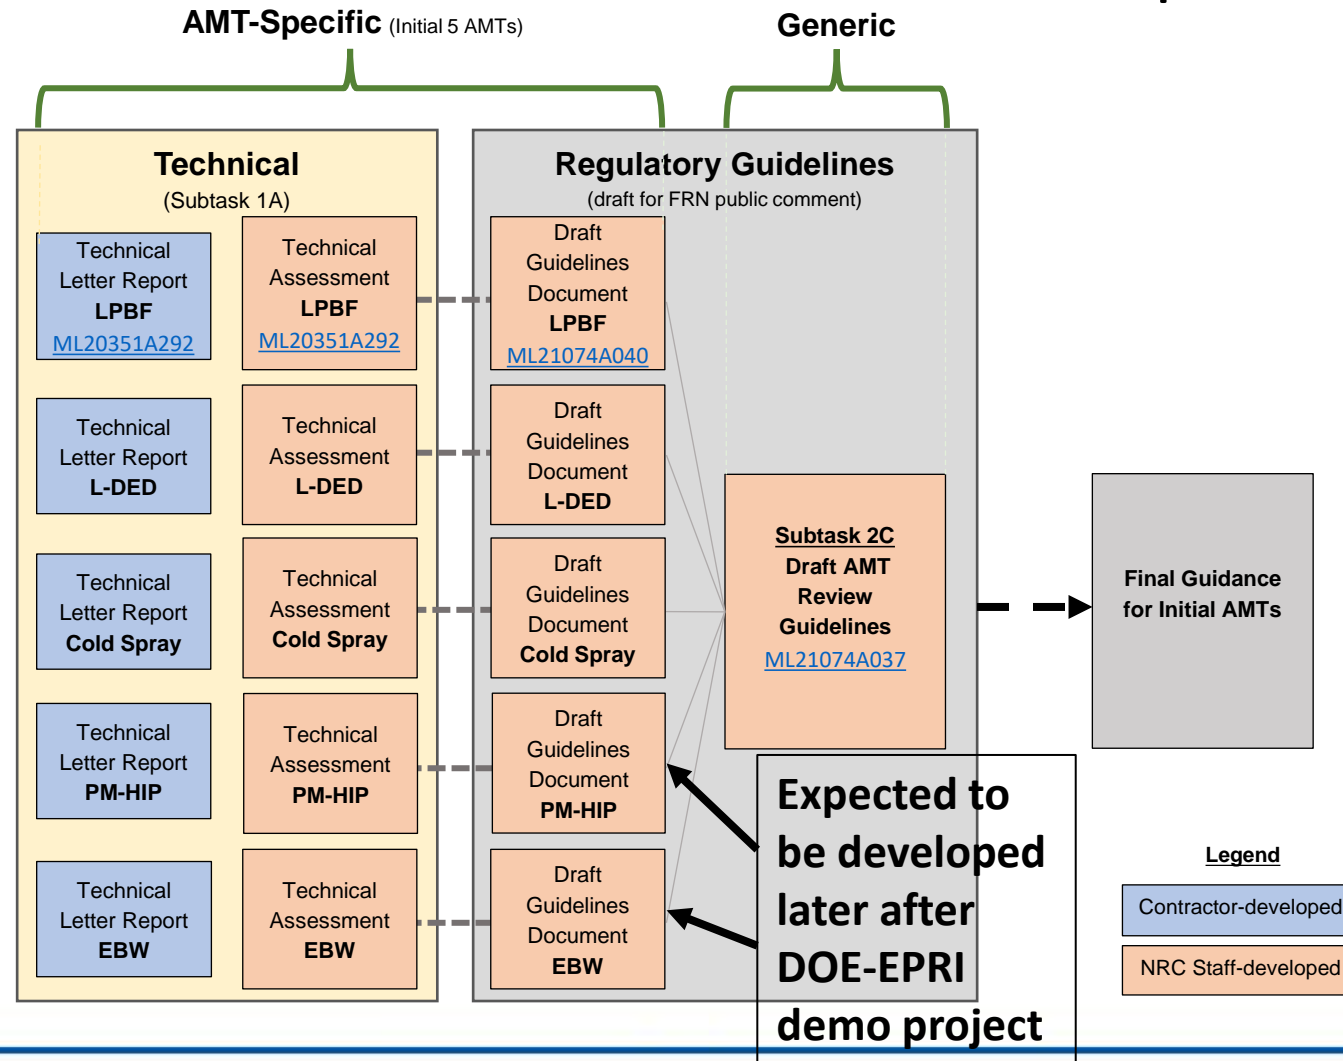 AMT-Specific (Initial 5 AMTs)
Generic
Technical
(Subtask 1A)
Regulatory Guidelines
(draft for FRN public comment)
Technical
Letter Report
LPBF
ML20351A292
Technical
Assessment
LPBF
ML20351A292
Draft
Guidelines
Document
LPBF
ML21074A040
Technical
Letter Report
L-DED
Technical
Assessment
L-DED
Draft
Guidelines
Document
L-DED
Technical
Letter Report
Cold Spray
Technical
Assessment
Cold Spray
Draft
Guidelines
Document
Cold Spray
Technical
Letter Report
PM-HIP
Technical
Assessment
PM-HIP
Draft
Guidelines
Document
PM-HIP
Technical
Letter Report
EBW
Technical
Assessment
EBW
Draft
Guidelines
Document
EBW
Subtask 2C
Draft AMT
Review
Guidelines
ML21074A037
Final Guidance
for Initial AMTs
Expected to
be developed
later after
DOE-EPRI
demo project
Legend
Contractor-developed
NRC Staff-developed